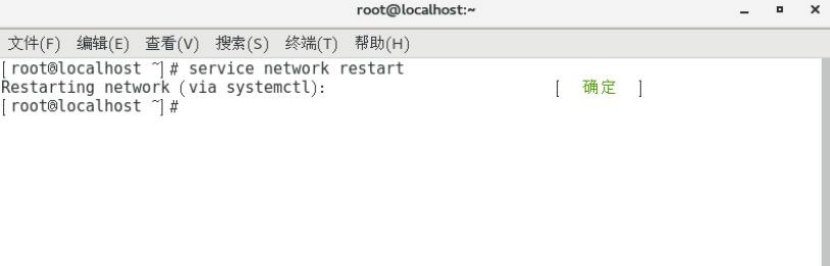 root@localhost:~
文件(F) 编辑(E) 查看(V) 搜索(S) 终端(T) 帮助(H)
[root@localhost ~]# service network restart
Restarting network (via systemctl): [ 确定 ]
[root@localhost ~]#